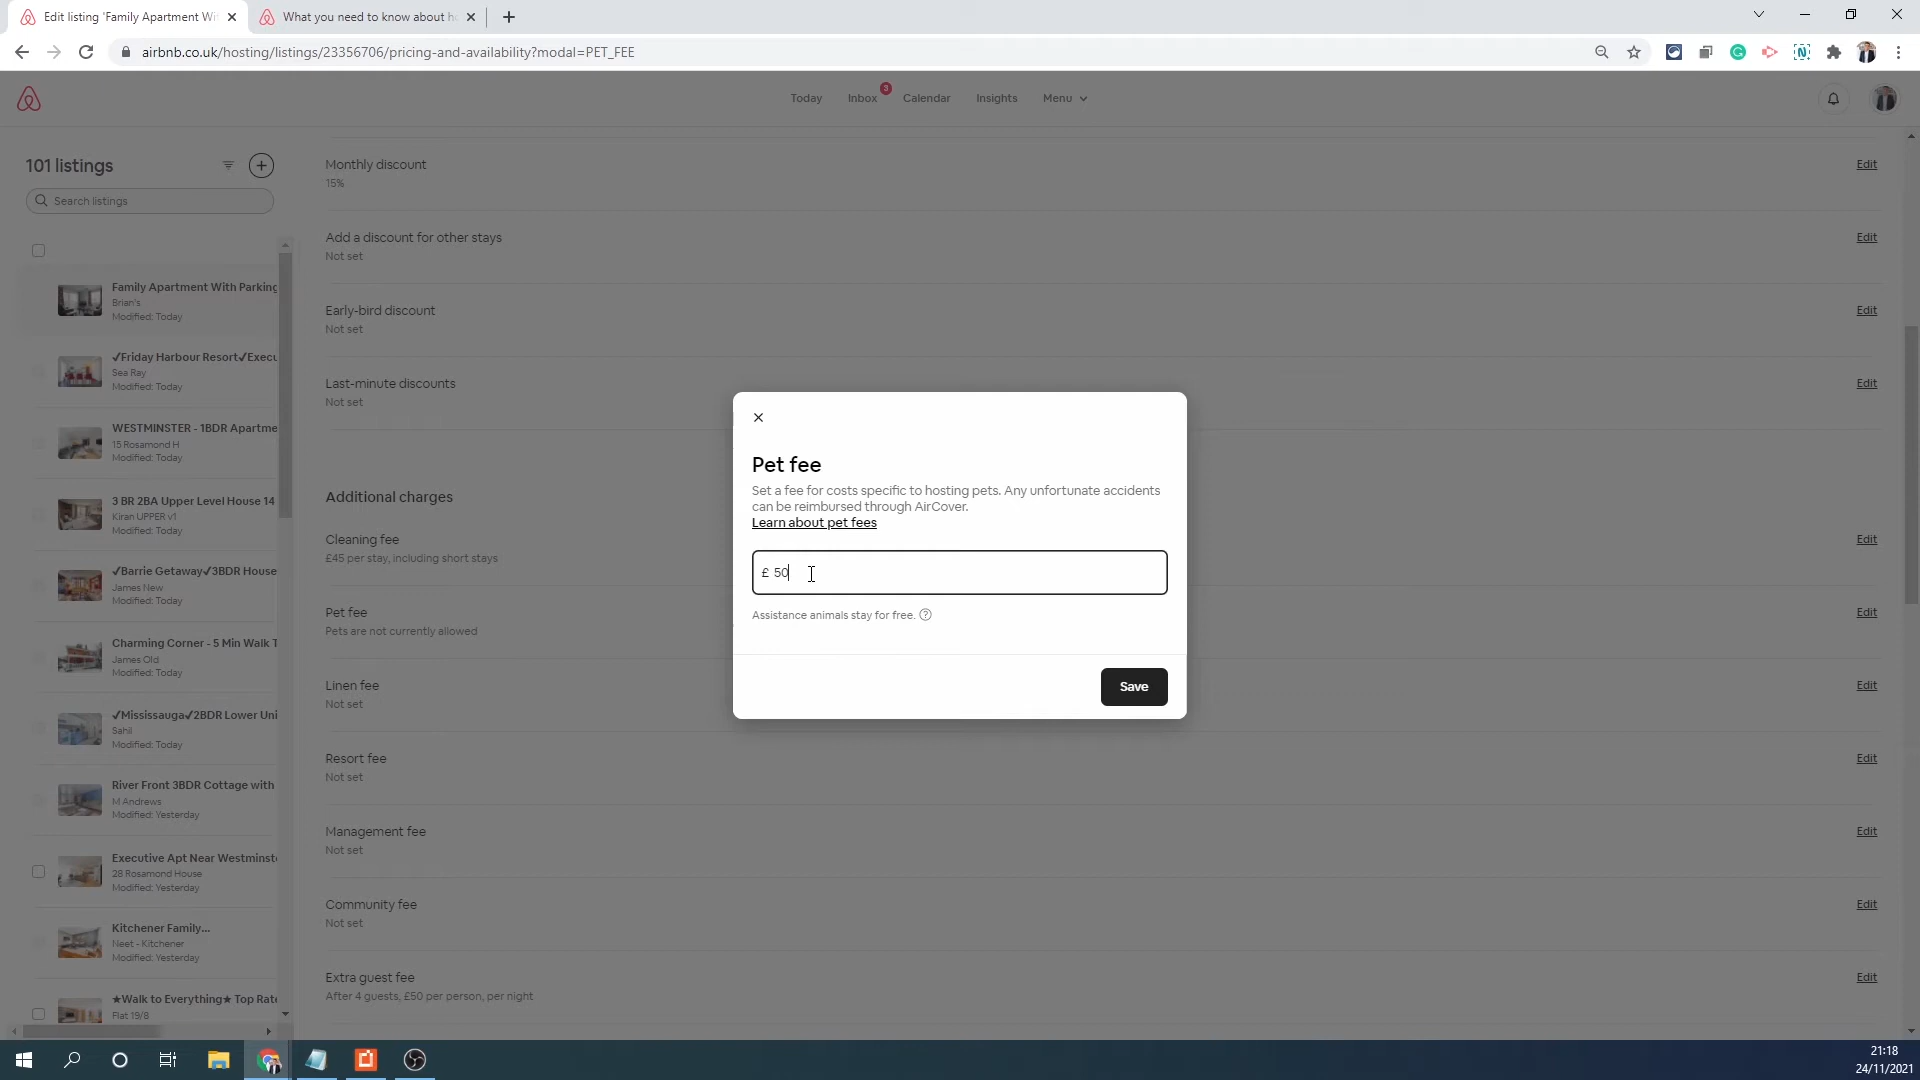 Edit listing 'Family Apartment Wi
What you need to know about h
airbnb.co.uk/hosting/listings/23356706/pricing-and-availability?modal=PET_FEE
Today
Inbox
3
Calendar
Insights
Menu
101 listings
Search listings
Family Apartment With Parking
Brian's
Modified: Today
✓Friday Harbour Resort✓Execu
Sea Ray
Modified: Today
WESTMINSTER - 1BDR Apartme
15 Rosamond H
Modified: Today
3 BR 2BA Upper Level House 14
Kiran UPPER v1
Modified: Today
✓Barrie Getaway✓3BDR House
James New
Modified: Today
Charming Corner - 5 Min Walk T
James Old
Modified: Today
✓Mississauga✓2BDR Lower Uni
Sahil
Modified: Today
River Front 3BDR Cottage with
M Andrews
Modified: Yesterday
Executive Apt Near Westminst
28 Rosamond House
Modified: Yesterday
Kitchener Family...
Neet - Kitchener
Modified: Yesterday
★Walk to Everything★ Top Rat
Flat 19/8
Monthly discount
Edit
15%
Add a discount for other stays
Edit
Not set
Early-bird discount
Edit
Not set
Last-minute discounts
Edit
Not set
Additional charges
Cleaning fee
Edit
£45 per stay, including short stays
Pet fee
Edit
Pets are not currently allowed
Linen fee
Edit
Not set
Resort fee
Edit
Not set
Management fee
Edit
Not set
Community fee
Edit
Not set
Extra guest fee
Edit
After 4 guests, £50 per person, per night
Pet fee
Set a fee for costs specific to hosting pets. Any unfortunate accidents
can be reimbursed through AirCover.
Learn about pet fees
£ 50
Assistance animals stay for free.
Save
21:18
24/11/2021